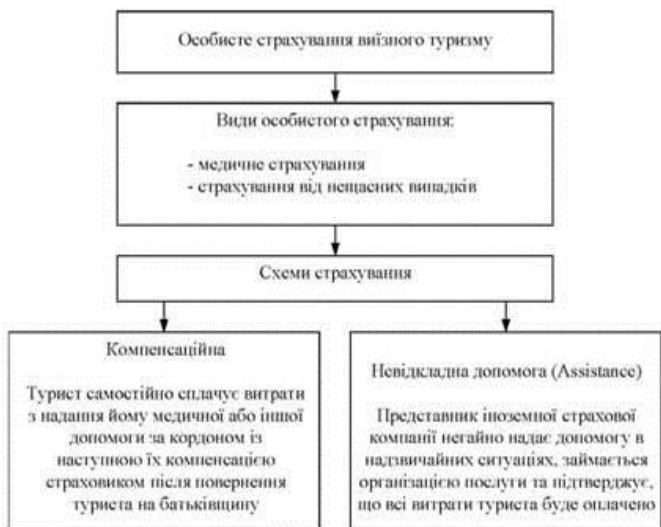 Особисте страхування виїзного туризму
Види особистого страхування:
- медичне страхування
- страхування від нещасних випадків
Схеми страхування
Компенсаційна
Турист самостійно сплачує витрати
з надання йому медичної або іншої
допомоги за кордоном із
наступною їх компенсацією
страховиком після повернення
туриста на батьківщину
Невідкладна допомога (Assistance)
Представник іноземної страхової
компанії негайно надає допомогу в
надзвичайних ситуаціях, займається
організацією послуги та підтверджує,
що всі витрати туриста буде оплачено